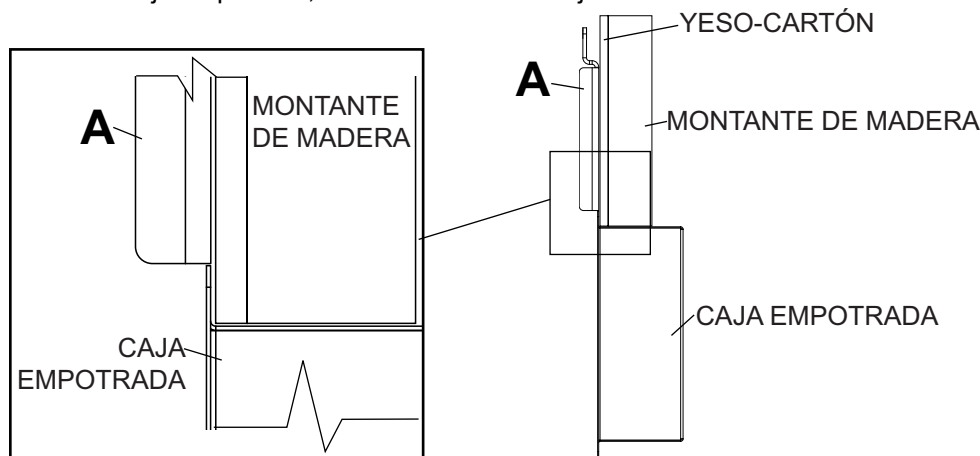 A
MONTANTE
DE MADERA
CAJA
EMPOTRADA
YESO-CARTÓN
A
MONTANTE DE MADERA
CAJA EMPOTRADA